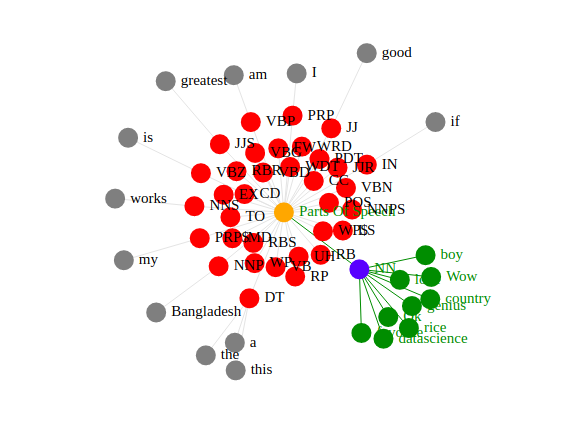 good
I
am
greatest
PRP
VBP
if
JJ
is
JJS
FW
WRB
VBG
PDT
IN
WDT
JJR
VBZ
RBR
VBD
CC
VBN
EX
CD
works
NNS
POS
NNPS
TO
Parts Of Speech
PRP$
MD
RBS
my
boy
UH
RB
NNP
WP
VB
NN
RP
Wow
DT
country
Bangladesh
genius
rice
a
datascience
the
this